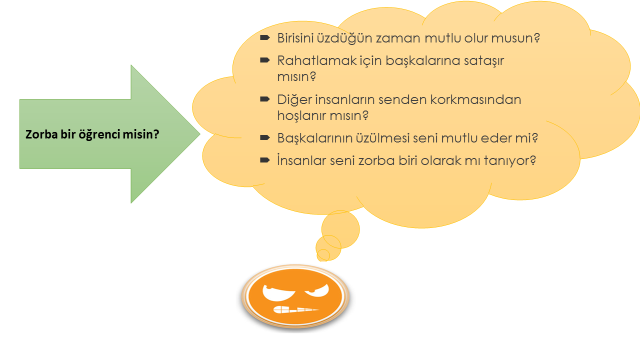 Zorba bir öğrenci misin?
Birisini üzdüğün zaman mutlu olur musun?
Rahatlamak için başkalarına sataşır
mısın?
Diğer insanların senden korkmasından
hoşlanır mısın?
Başkalarının üzülmesi seni mutlu eder mi?
İnsanlar seni zorba biri olarak mı tanıyor?